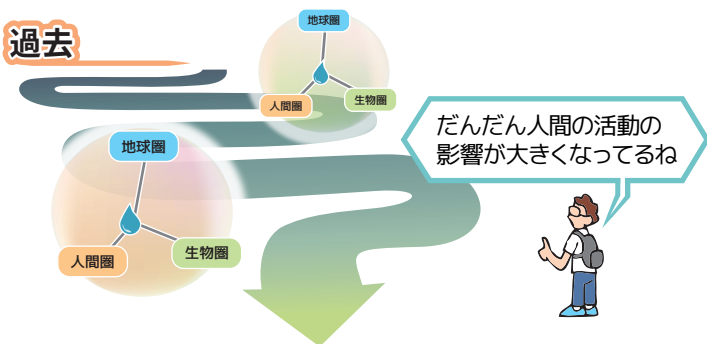 過去
地球圏
人間圏
生物圏
地球圏
人間圏
生物圏
だんだん人間の活動の
影響が大きくなってるね